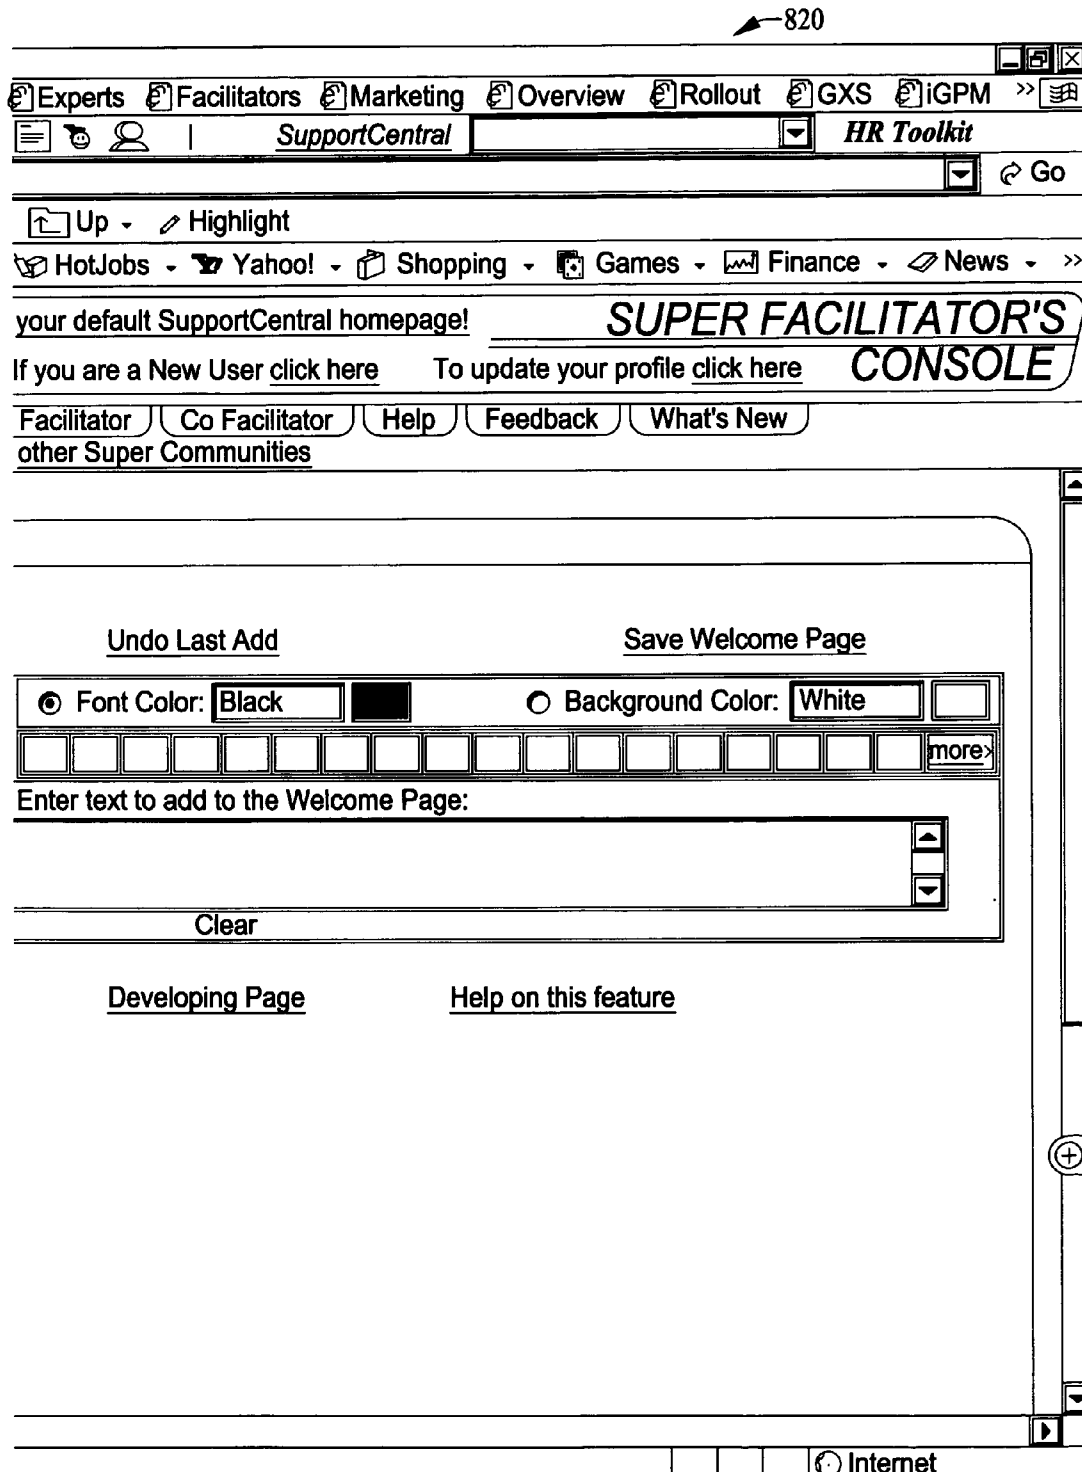 820
Experts Facilitators Marketing Overview Rollout GXS iGPM >>
SupportCentral HR Toolkit
Go
Up Highlight
HotJobs Yahoo! Shopping Games Finance News >>
your default SupportCentral homepage! SUPER FACILITATOR'S
If you are a New User click here To update your profile click here CONSOLE
Facilitator Co Facilitator Help Feedback What's New
other Super Communities
Undo Last Add Save Welcome Page
Font Color: Black Background Color: White
more>
Enter text to add to the Welcome Page:
Clear
Developing Page Help on this feature
Internet